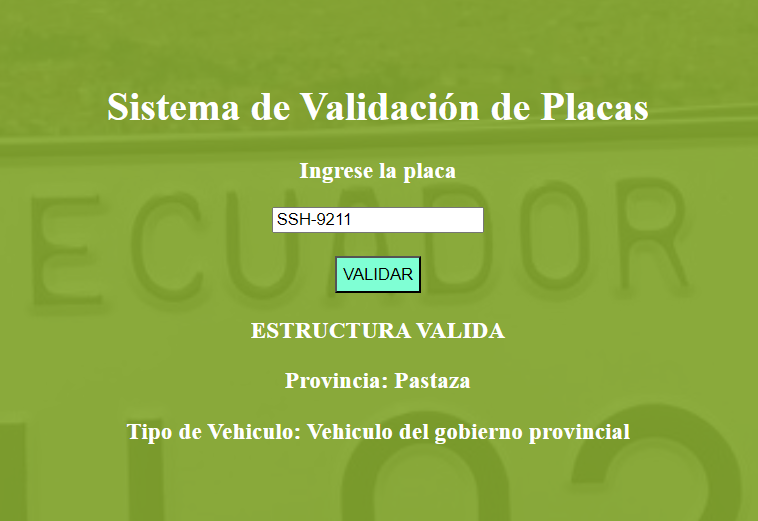 Sistema de Validación de Placas
Ingrese la placa
ECUADOR
SSH-9211
VALIDAR
ESTRUCTURA VALIDA
Provincia: Pastaza
Tipo de Vehiculo: Vehiculo del gobierno provincial